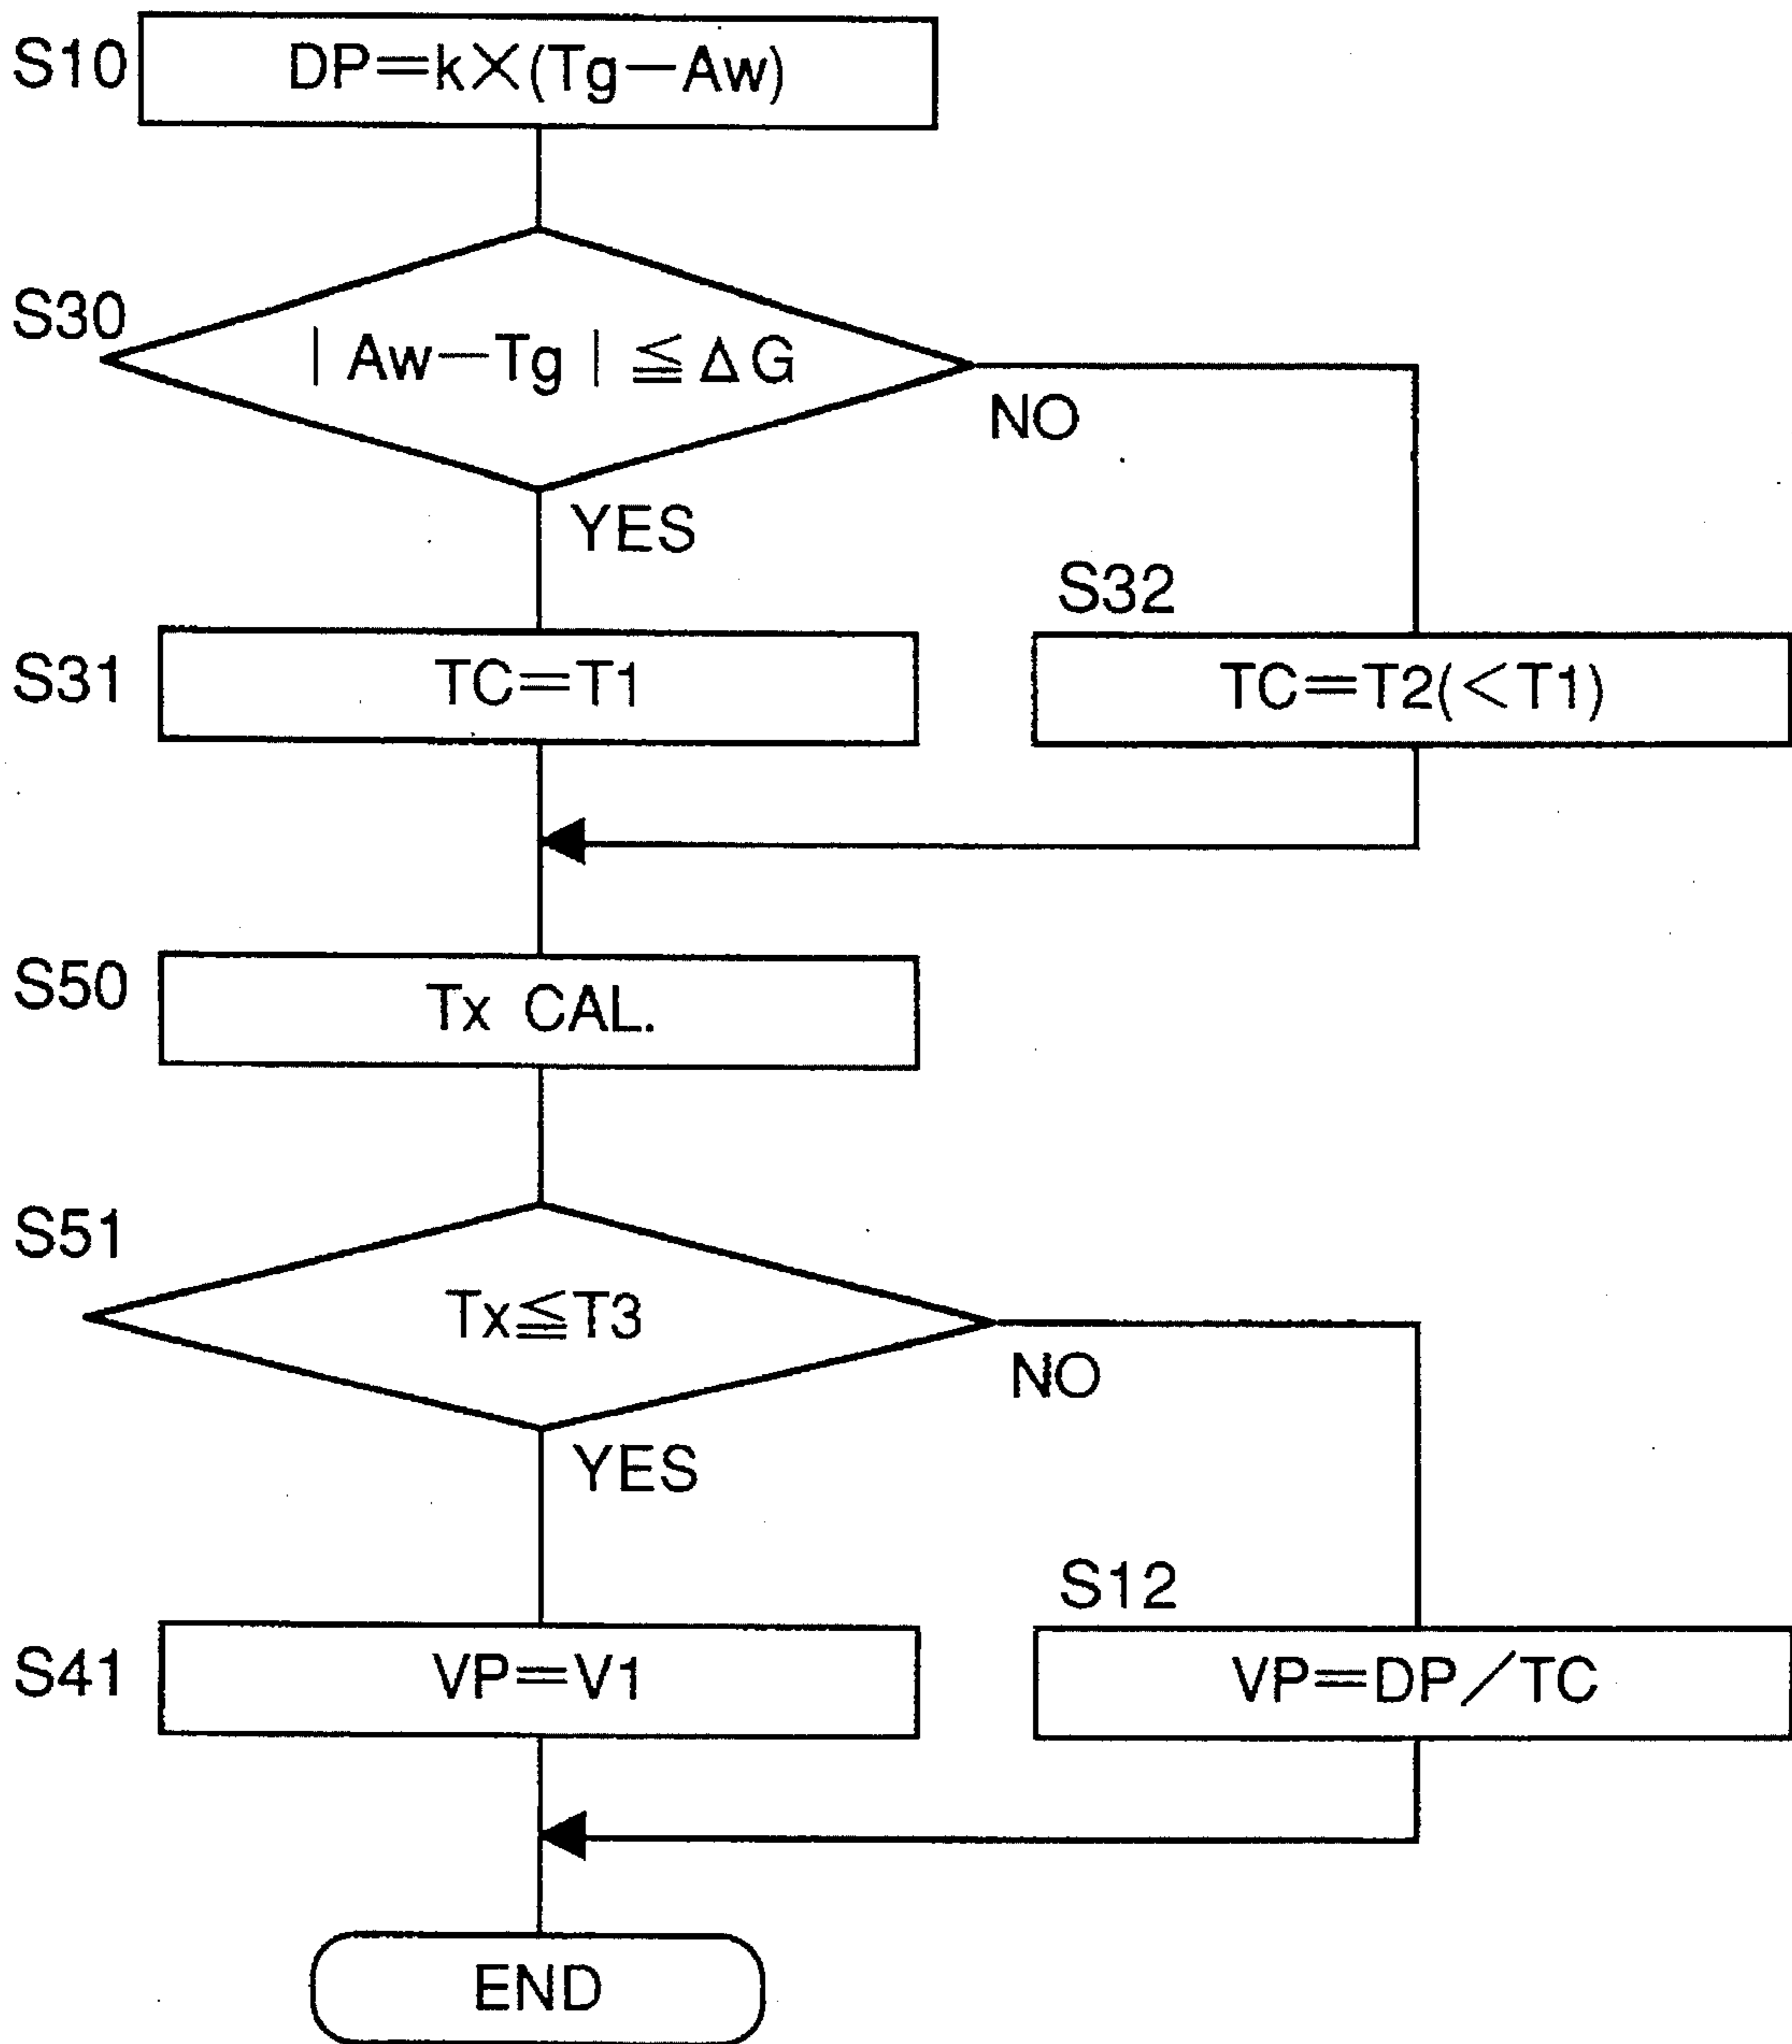 S10
DP=k×(Tg−Aw)
S30
| Aw−Tg | ≦ ΔG
NO
YES
S32
S31
TC=T1
TC=T2(<T1)
S50
Tx CAL.
S51
Tx≦T3
NO
YES
S12
S41
VP=V1
VP=DP/TC
END